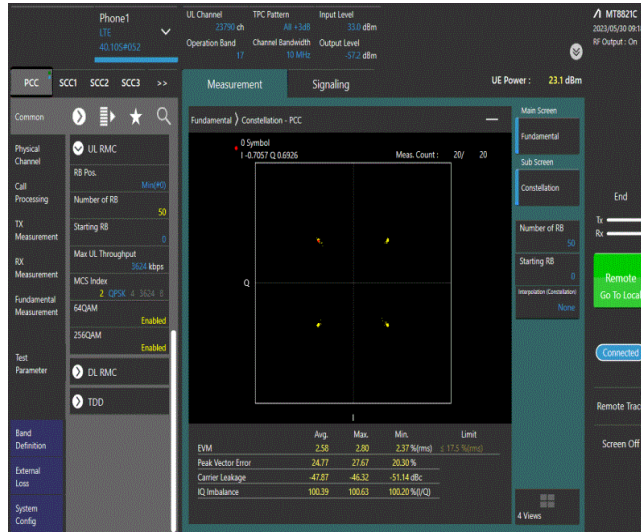 Phone1
LTE
40.10S#052
UL Channel TPC Pattern Input Level
23790 ch All +3dB 33.0 dBm
Operation Band Channel Bandwidth Output Level
17 10 MHz -57.2 dBm
MT8821C
2023/05/30 09:1
RF Output : On
PCC SCC1 SCC2 SCC3 >>
Measurement Signaling
UE Power : 23.1 dBm
Common
Physical Channel
Call Processing
TX Measurement
RX Measurement
Fundamental Measurement
Test Parameter
Band Definition
External Loss
System Config
UL RMC
RB Pos.
Min(#0)
Number of RB
50
Starting RB
0
Max UL Throughput
3624 kbps
MCS Index
2 QPSK 4 3624 8
64QAM
Enabled
256QAM
Enabled
DL RMC
TDD
Fundamental Constellation - PCC
0 Symbol
I -0.7057 Q 0.6926 Meas. Count : 20/ 20
Q
I
Avg. Max. Min. Limit
EVM 2.58 2.80 2.37 %(rms) ≤ 17.5 %(rms)
Peak Vector Error 24.77 27.67 20.30 %
Carrier Leakage -47.87 -46.32 -51.14 dBc
IQ Imbalance 100.39 100.63 100.20 %(I/Q)
Main Screen
Fundamental
Sub Screen
Constellation
Number of RB
50
Starting RB
0
Interpolation (Constellation)
None
4 Views
End
Tx
Rx
Remote
Go To Local
Connected
Remote Trac
Screen Off